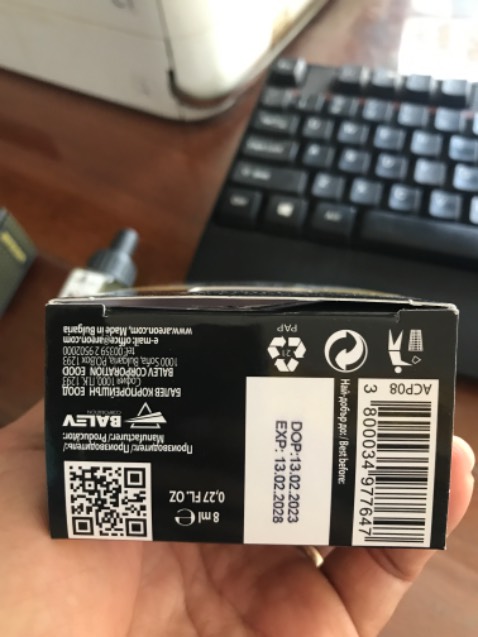 8 ml ℮
0,27 FL. OZ
Производител/ Производитель/
Manufacturer/ Producător:
BALEV
CORPORATION
БАЛЕВ КОРПОРЕЙШЪН ЕООД
София 1000, П.К. 1293
BALEV CORPORATION EOOD
1000 Sofia, Bulgaria, PO.Box 1293
tel: 00359 2 9502000
e-mail: office@areon.com
www.areon.com, Made in Bulgaria
Най-добър до:/ Best before:
DOP:13.02.2023
EXP: 13.02.2028
21
PAP
ACP08
3 800034 977647